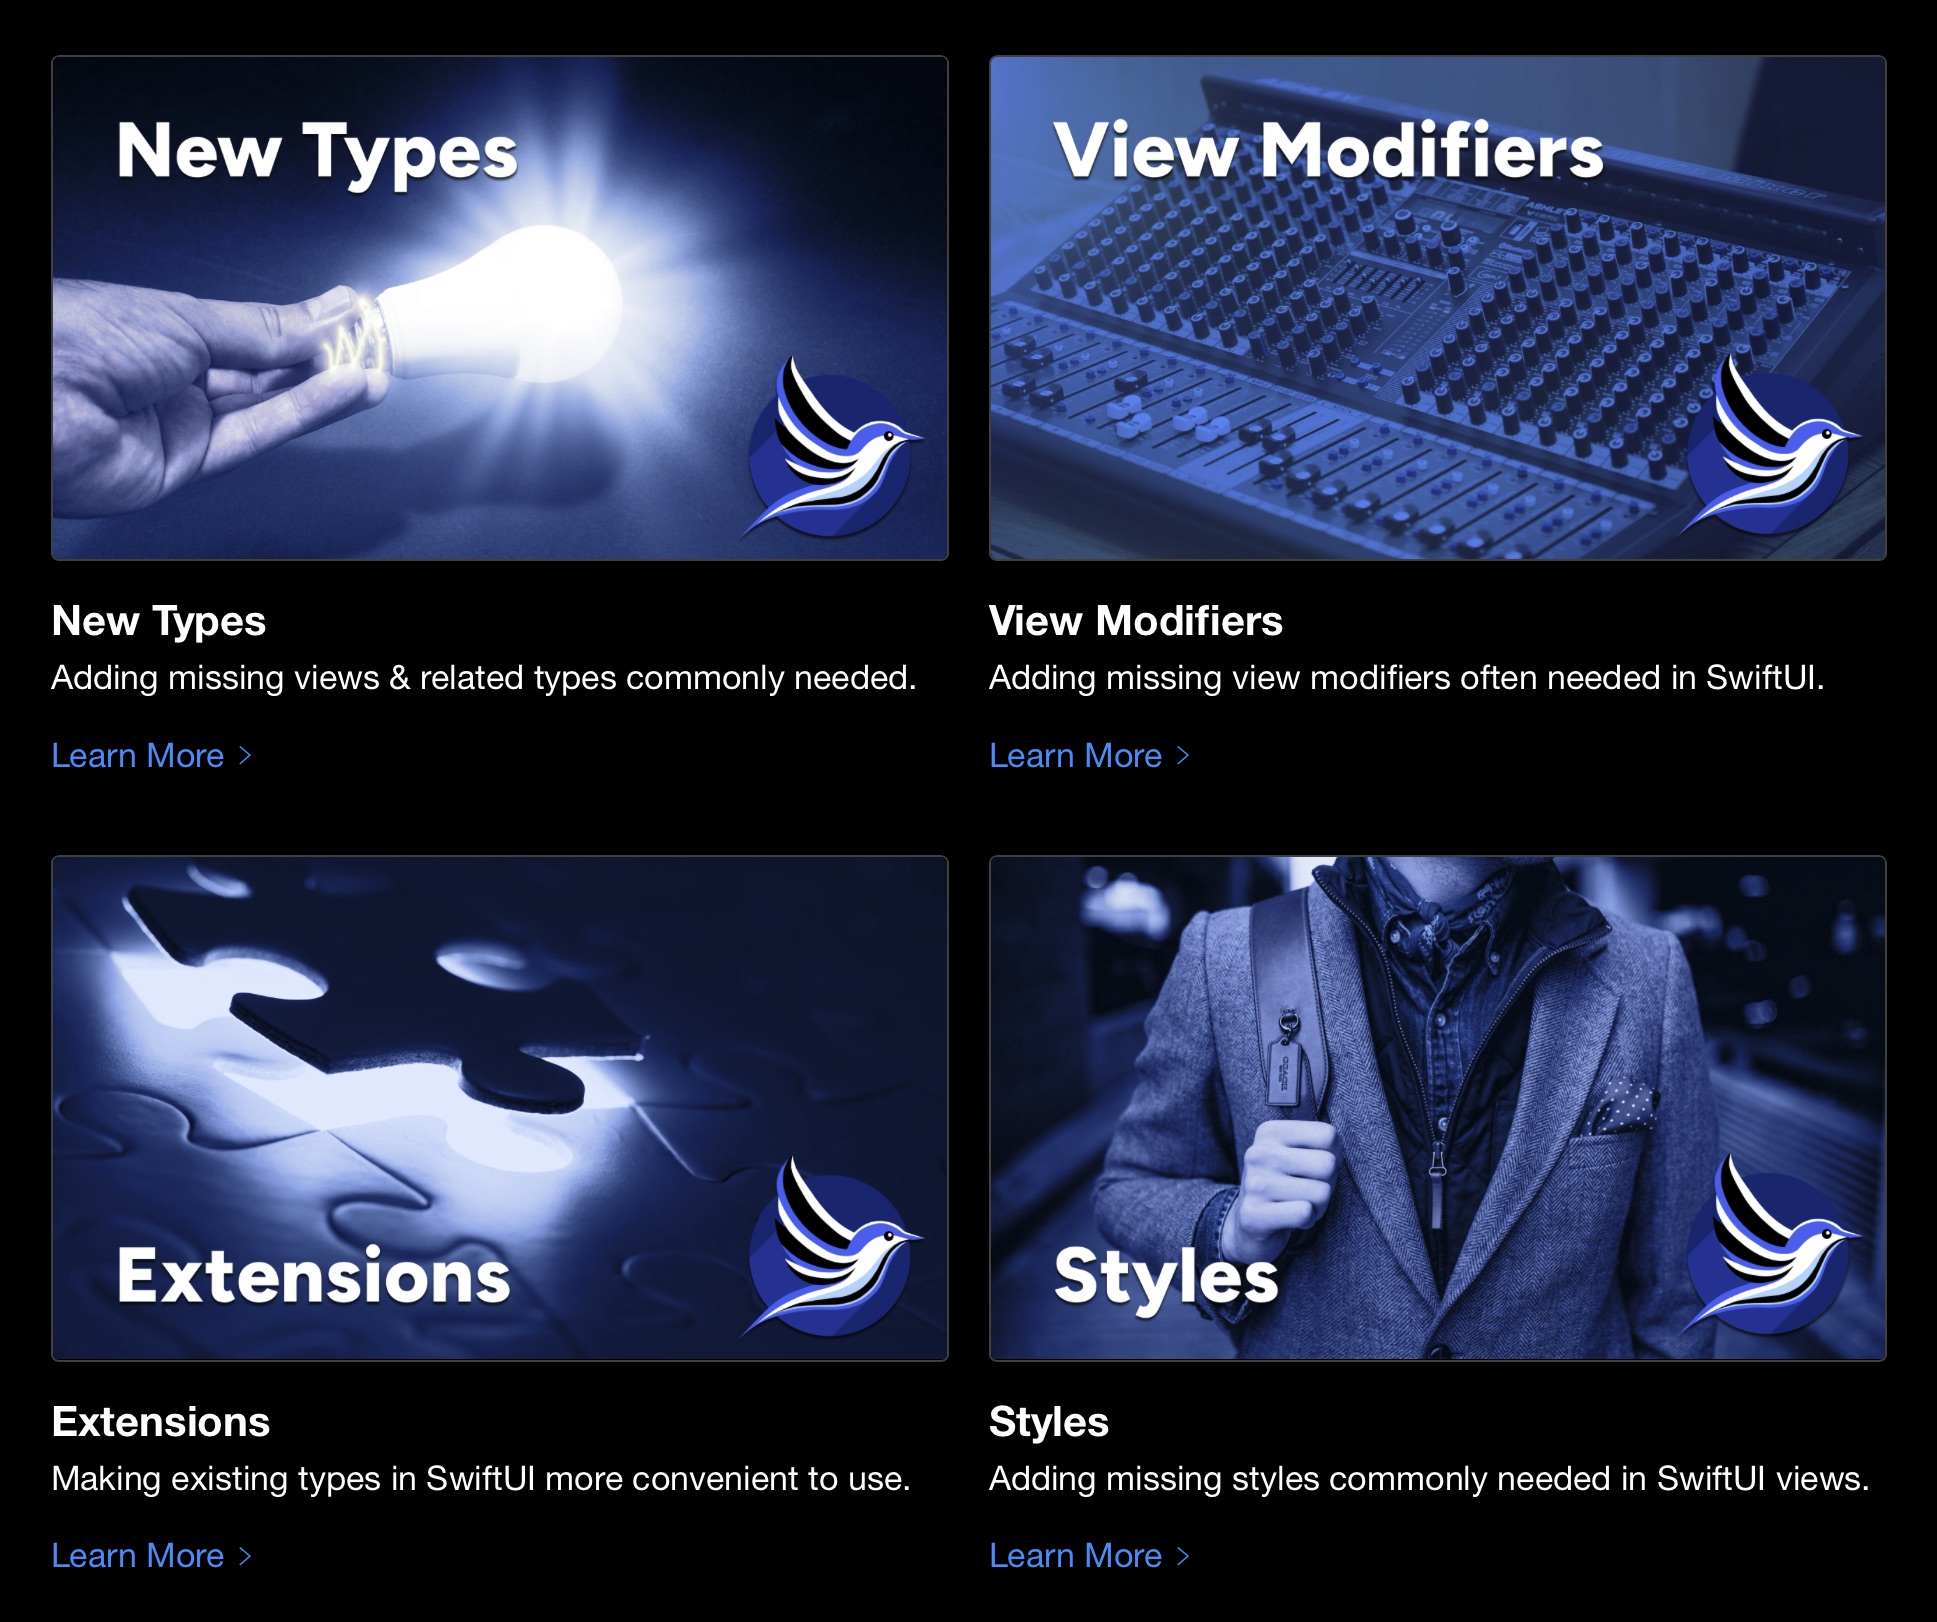 New Types
View Modifiers
New Types
Adding missing views & related types commonly needed.
Learn More >
View Modifiers
Adding missing view modifiers often needed in SwiftUI.
Learn More >
Extensions
Styles
Extensions
Making existing types in SwiftUI more convenient to use.
Learn More >
Styles
Adding missing styles commonly needed in SwiftUI views.
Learn More >